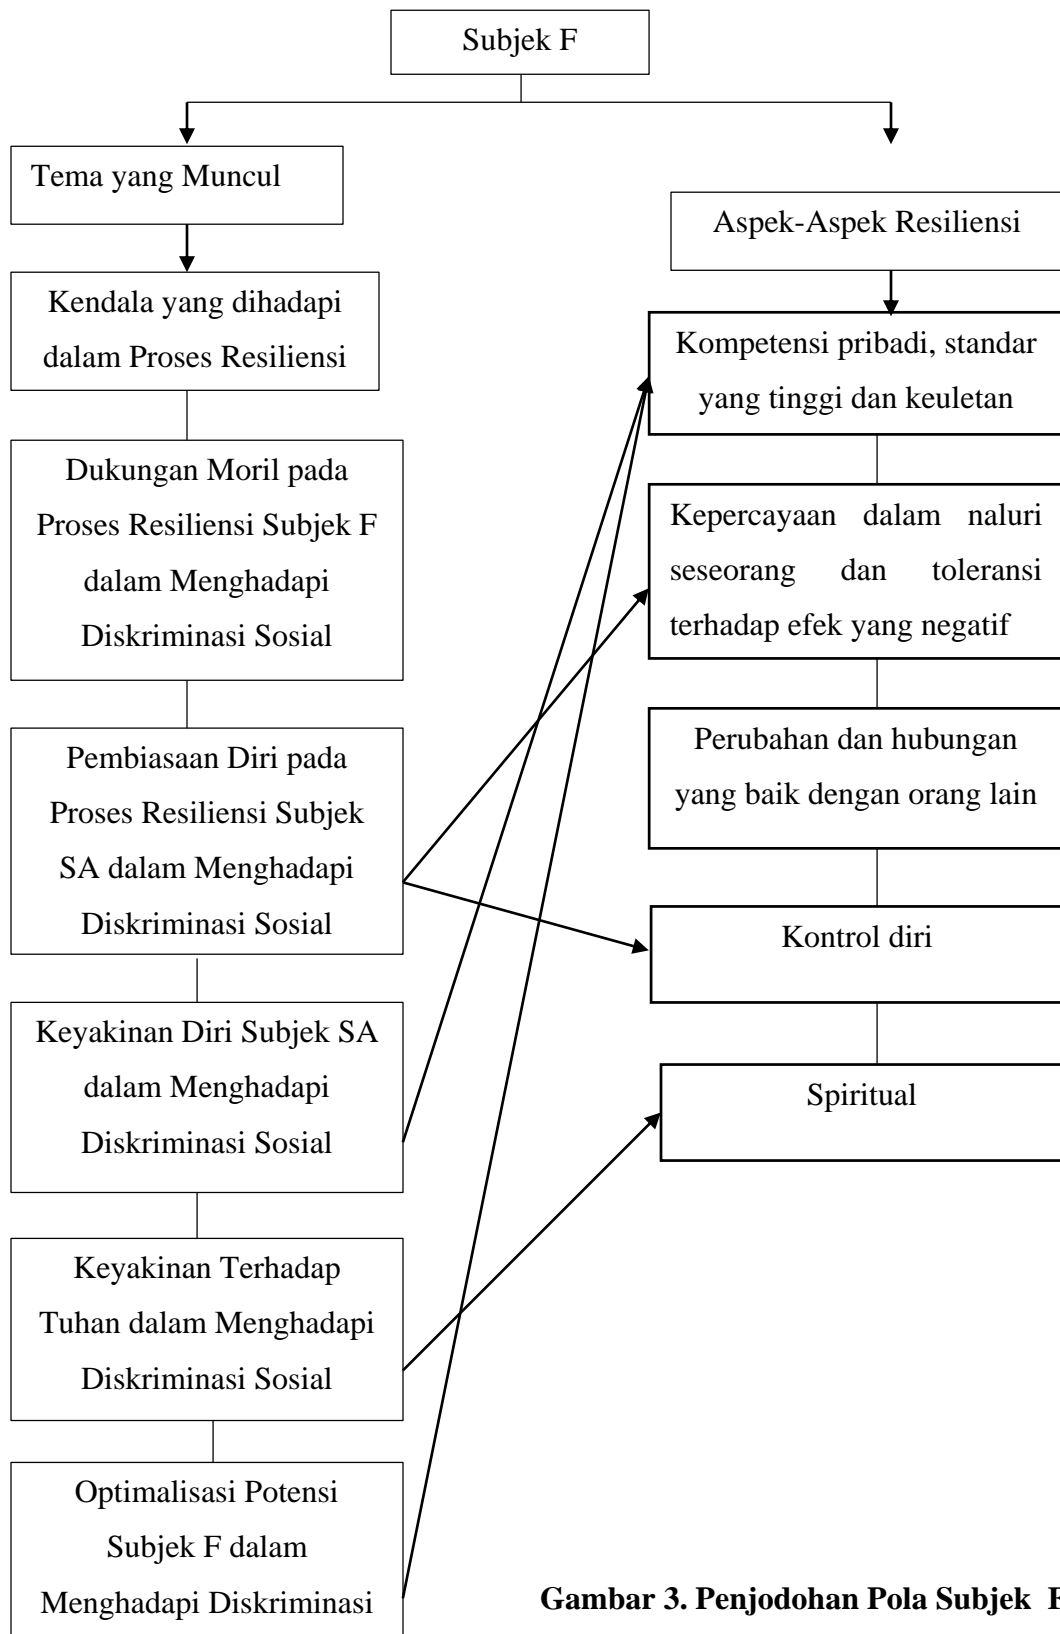 Subjek F
Tema yang Muncul
Kendala yang dihadapi
dalam Proses Resiliensi
Dukungan Moril pada
Proses Resiliensi Subjek F
dalam Menghadapi
Diskriminasi Sosial
Pembiasaan Diri pada
Proses Resiliensi Subjek
SA dalam Menghadapi
Diskriminasi Sosial
Keyakinan Diri Subjek SA
dalam Menghadapi
Diskriminasi Sosial
Keyakinan Terhadap
Tuhan dalam Menghadapi
Diskriminasi Sosial
Optimalisasi Potensi
Subjek F dalam
Menghadapi Diskriminasi
Aspek-Aspek Resiliensi
Kompetensi pribadi, standar
yang tinggi dan keuletan
Kepercayaan dalam naluri
seseorang dan toleransi
terhadap efek yang negatif
Perubahan dan hubungan
yang baik dengan orang lain
Kontrol diri
Spiritual
Gambar 3. Penjodohan Pola Subjek F